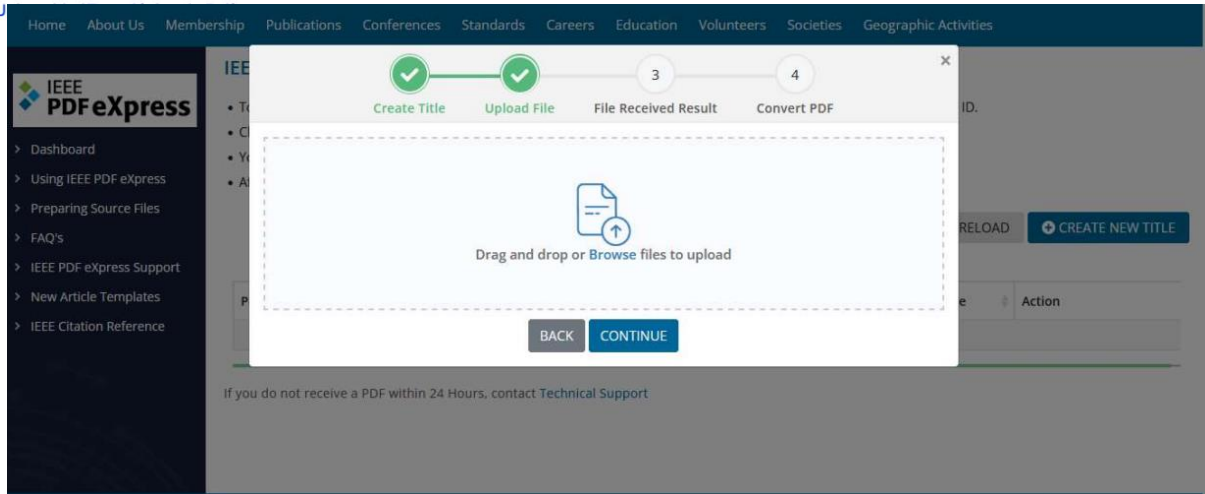 Home About Us Membership Publications Conferences Standards Careers Education Volunteers Societies Geographic Activities
IEEE
PDF eXpress
> Dashboard
> Using IEEE PDF eXpress
> Preparing Source Files
> FAQ's
> IEEE PDF eXpress Support
> New Article Templates
> IEEE Citation Reference
IEE
ID.
3
4
×
Create Title Upload File File Received Result Convert PDF
Drag and drop or Browse files to upload
BACK CONTINUE
RELOAD CREATE NEW TITLE
Action
If you do not receive a PDF within 24 Hours, contact Technical Support